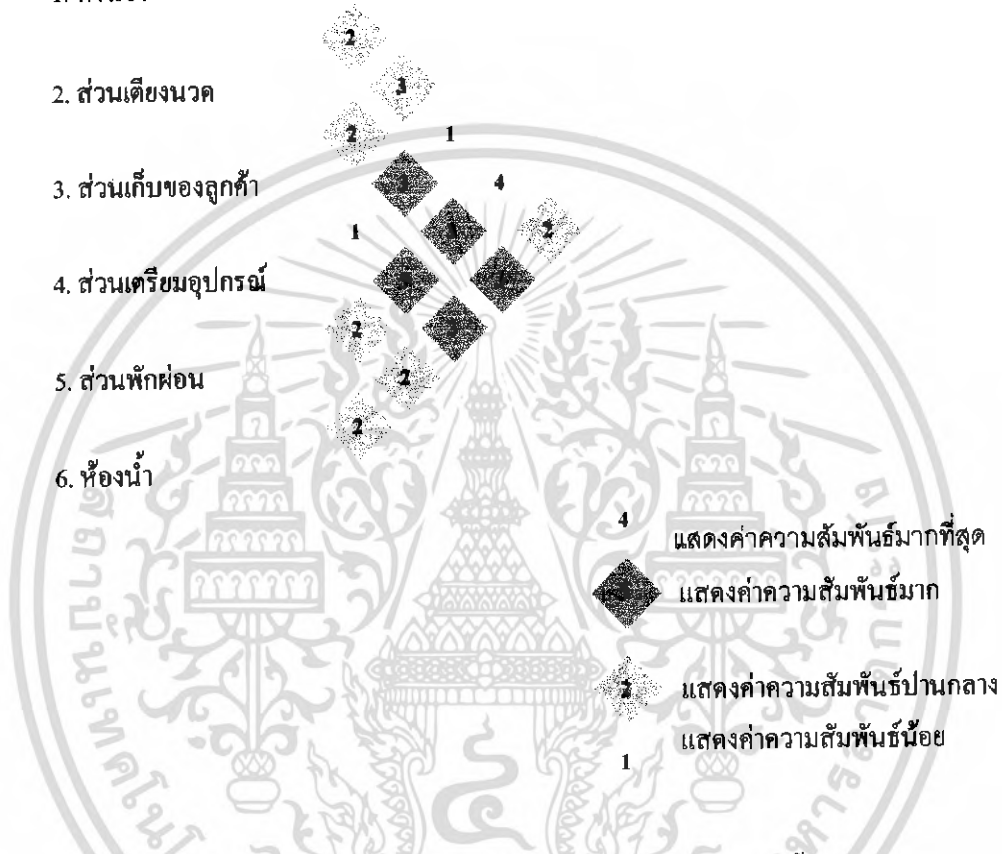 2
2. ส่วนเตียงนวด
3
2 1
3. ส่วนเก็บของลูกค้า
4
1 2
4. ส่วนเตรียมอุปกรณ์
2
5. ส่วนพักผ่อน
2
2
6. ห้องน้ำ
4
แสดงค่าความสัมพันธ์มากที่สุด
แสดงค่าความสัมพันธ์มาก
2 แสดงค่าความสัมพันธ์ปานกลาง
แสดงค่าความสัมพันธ์น้อย
1